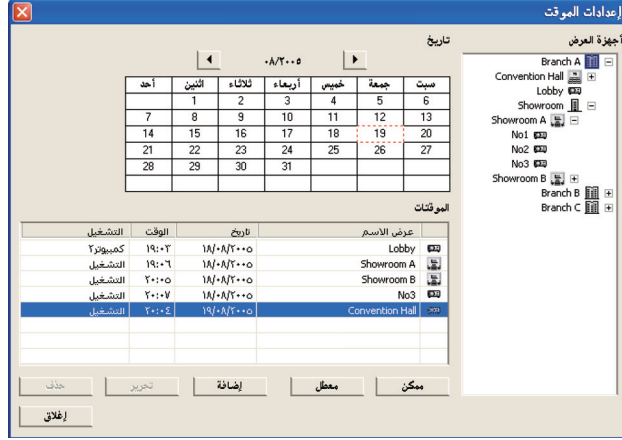 إعدادات الموقت
أجهزة العرض
Branch A
Convention Hall
Lobby
Showroom
Showroom A
No1
No2
No3
Showroom B
Branch B
Branch C
تاريخ
٠٨/٢٠٠٥
سبت جمعة خميس أربعاء ثلاثاء اثنين أحد
6 5 4 3 2 1
13 12 11 10 9 8 7
20 19 18 17 16 15 14
27 26 25 24 23 22 21
31 30 29 28
الموقتات
عرض الاسم تاريخ الوقت التشغيل
Lobby ١٨/٠٨/٢٠٠٥ ١٩:٠٣ كمبيوتر٢
Showroom A ١٨/٠٨/٢٠٠٥ ١٩:٠٦ التشغيل
Showroom B ١٨/٠٨/٢٠٠٥ ٢٠:٠٥ التشغيل
No3 ١٨/٠٨/٢٠٠٥ ٢٠:٠٧ التشغيل
Convention Hall ١٩/٠٨/٢٠٠٥ ٢٠:٠٤ التشغيل
ممكن معطل إضافة تحرير حذف
إغلاق